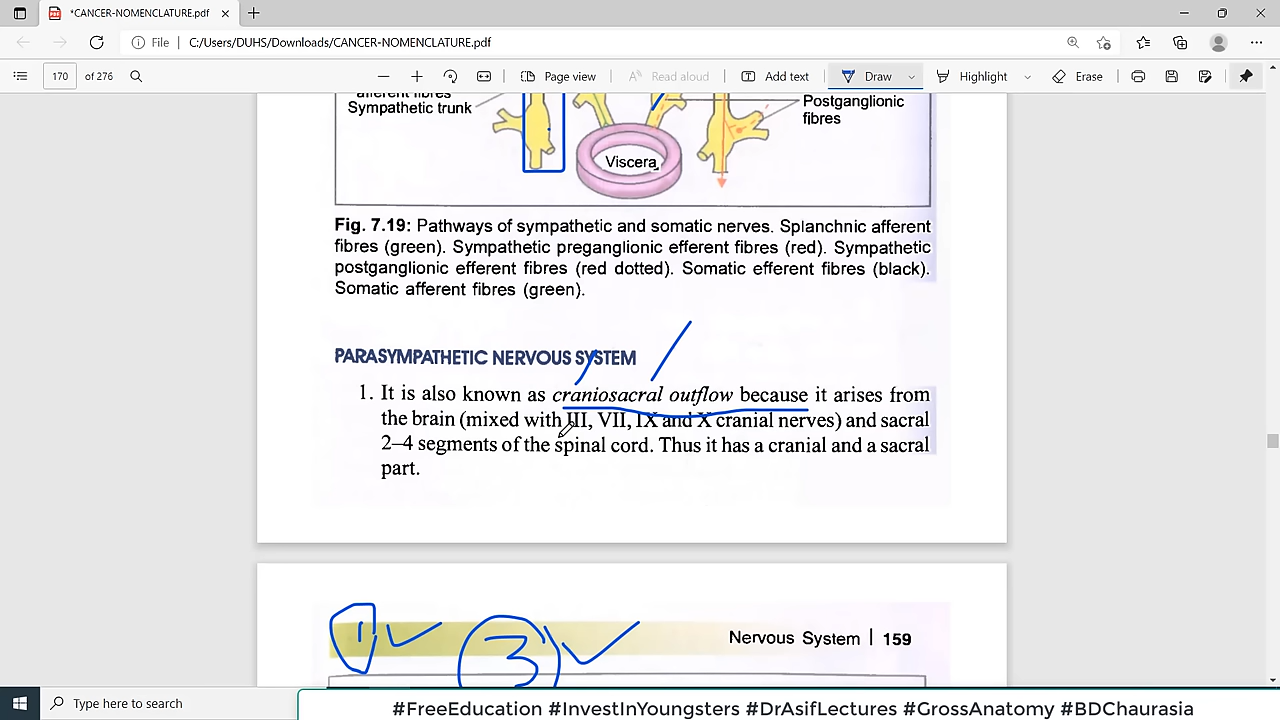 *CANCER-NOMENCLATURE.pdf
File C:/Users/DUHS/Downloads/CANCER-NOMENCLATURE.pdf
170 of 276 Page view Read aloud Add text Draw Highlight Erase
afferent fibres
Sympathetic trunk
Postganglionic
fibres
Viscera
Fig. 7.19: Pathways of sympathetic and somatic nerves. Splanchnic afferent
fibres (green). Sympathetic preganglionic efferent fibres (red). Sympathetic
postganglionic efferent fibres (red dotted). Somatic efferent fibres (black).
Somatic afferent fibres (green).
PARASYMPATHETIC NERVOUS SYSTEM
1. It is also known as craniosacral outflow because it arises from
the brain (mixed with III, VII, IX and X cranial nerves) and sacral
2–4 segments of the spinal cord. Thus it has a cranial and a sacral
part.
1 3
Nervous System | 159
Type here to search
#FreeEducation #InvestInYoungsters #DrAsifLectures #GrossAnatomy #BDChaurasia